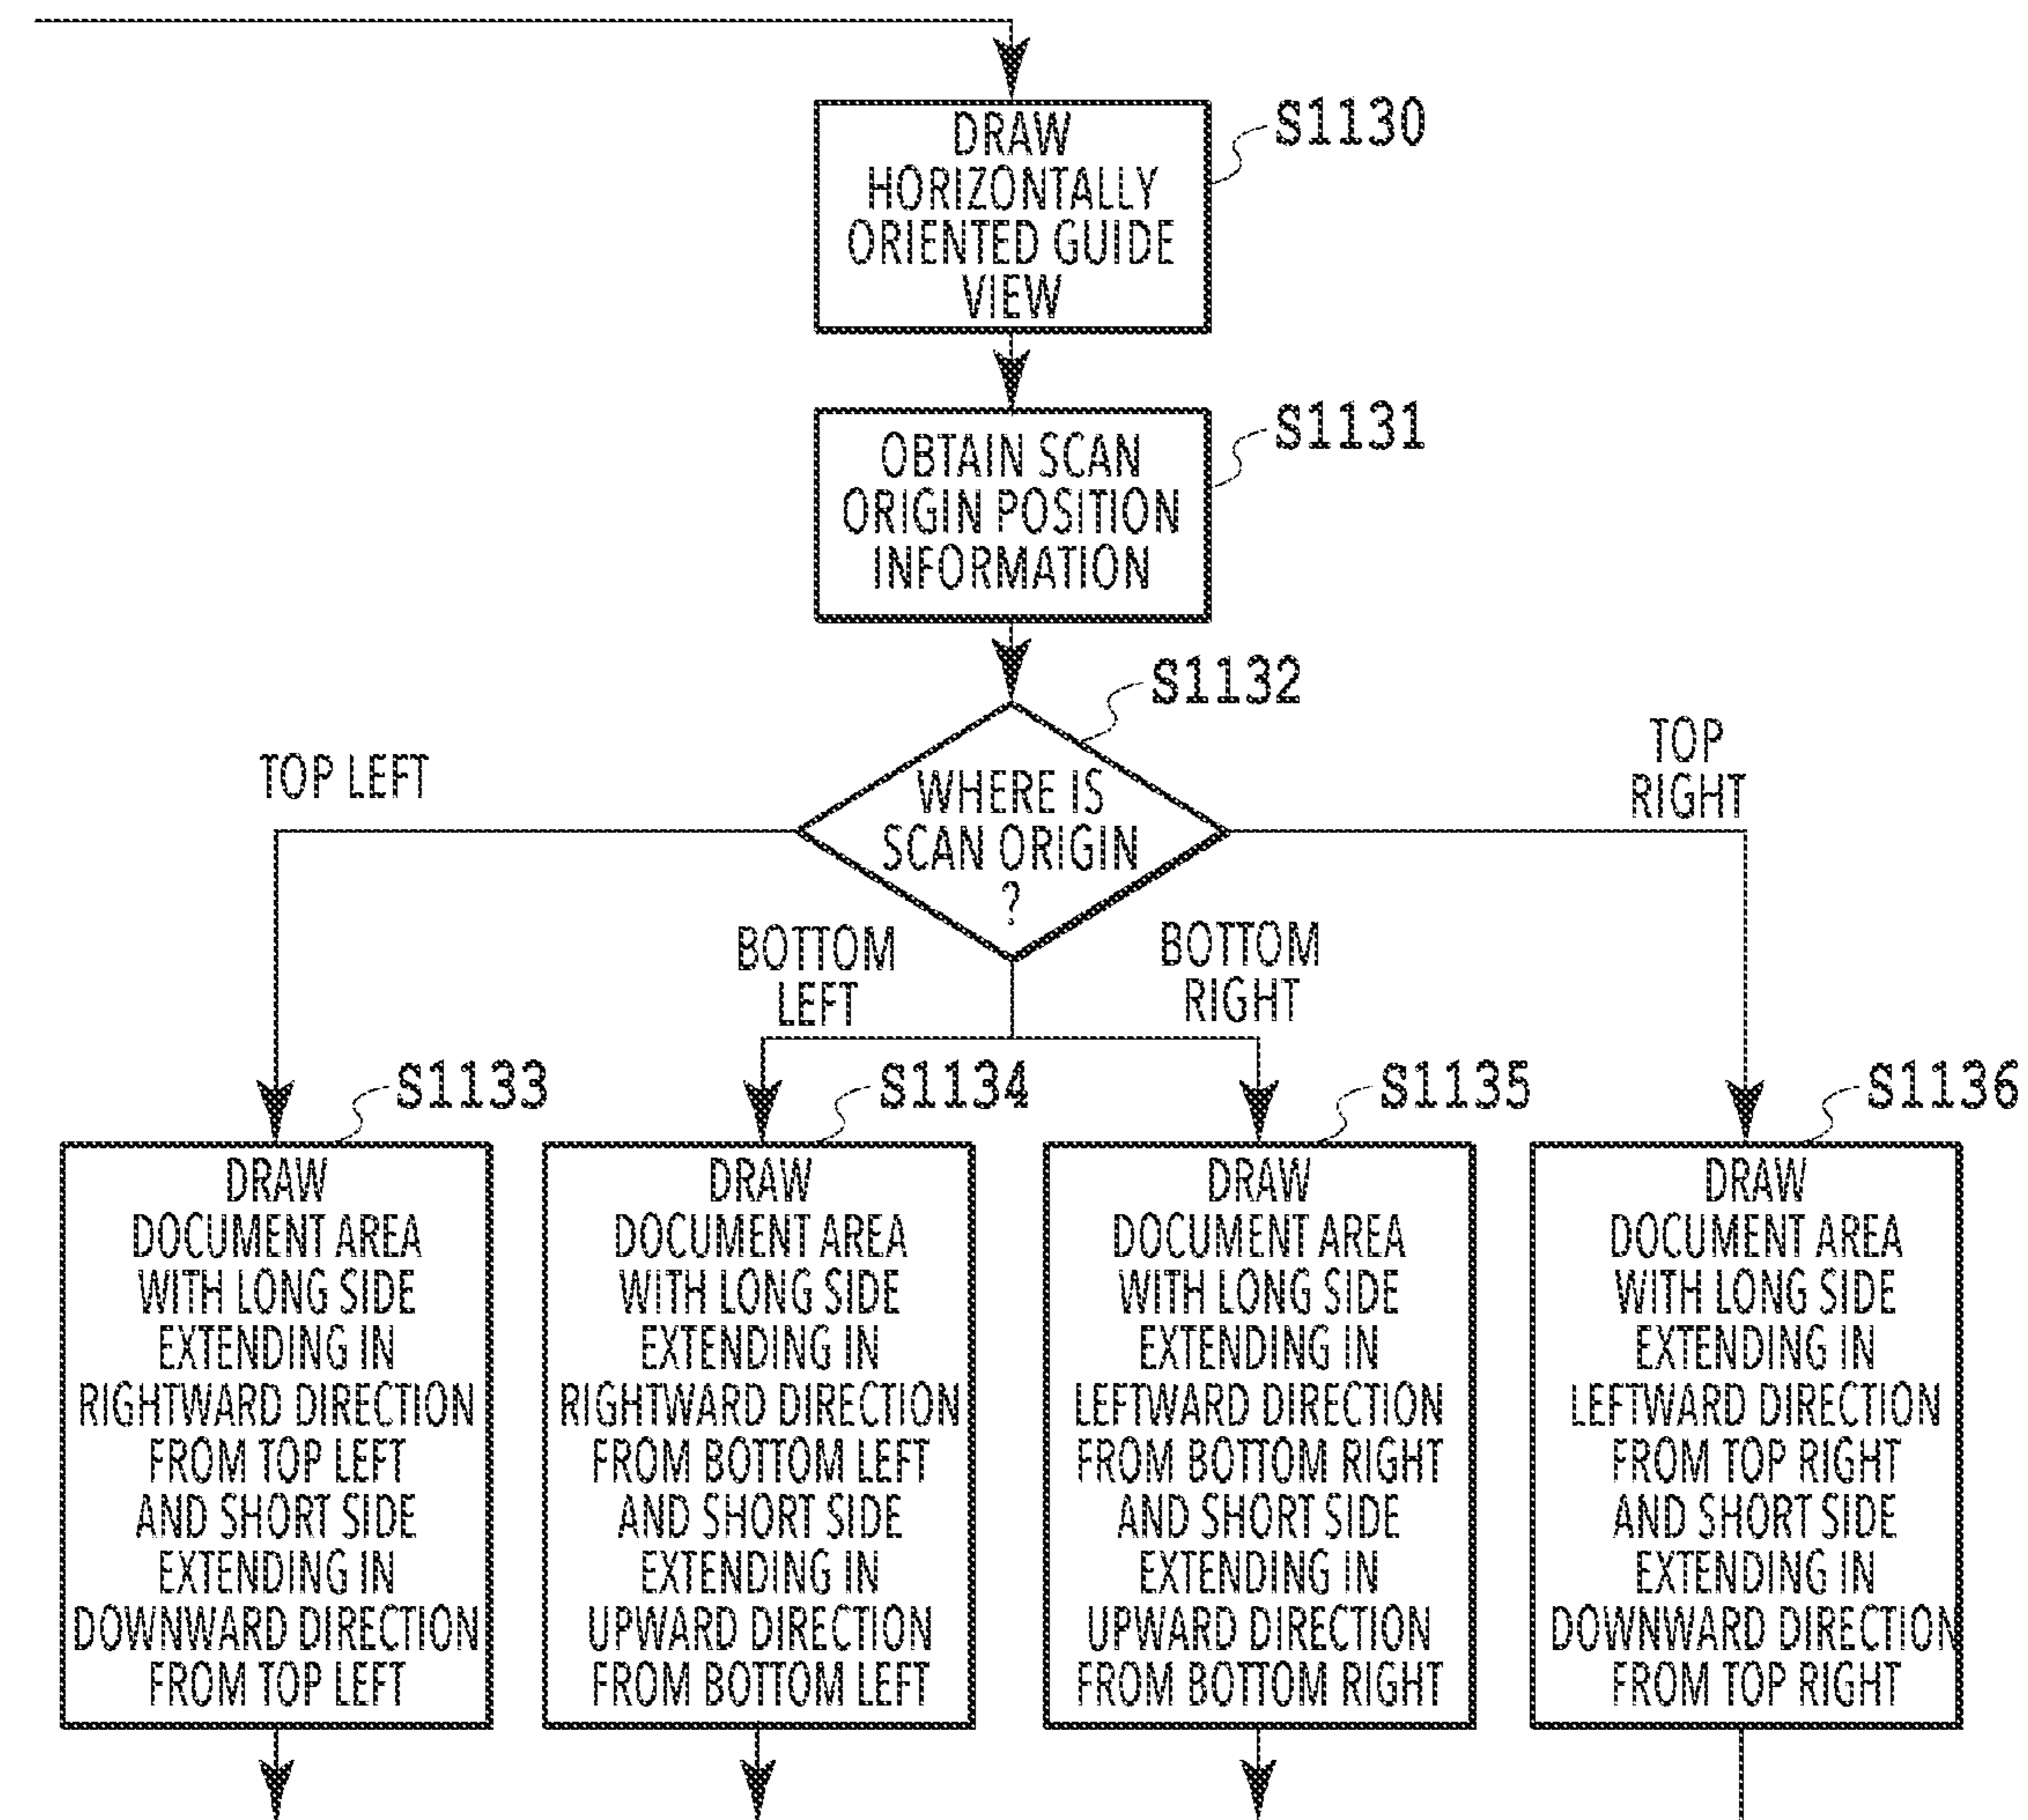 S1130
DRAW
HORIZONTALLY
ORIENTED GUIDE
VIEW
S1131
OBTAIN SCAN
ORIGIN POSITION
INFORMATION
S1132
WHERE IS
SCAN ORIGIN
?
TOP LEFT
BOTTOM
LEFT
BOTTOM
RIGHT
TOP
RIGHT
S1133
DRAW
DOCUMENT AREA
WITH LONG SIDE
EXTENDING IN
RIGHTWARD DIRECTION
FROM TOP LEFT
AND SHORT SIDE
EXTENDING IN
DOWNWARD DIRECTION
FROM TOP LEFT
S1134
DRAW
DOCUMENT AREA
WITH LONG SIDE
EXTENDING IN
RIGHTWARD DIRECTION
FROM BOTTOM LEFT
AND SHORT SIDE
EXTENDING IN
UPWARD DIRECTION
FROM BOTTOM LEFT
S1135
DRAW
DOCUMENT AREA
WITH LONG SIDE
EXTENDING IN
LEFTWARD DIRECTION
FROM BOTTOM RIGHT
AND SHORT SIDE
EXTENDING IN
UPWARD DIRECTION
FROM BOTTOM RIGHT
S1136
DRAW
DOCUMENT AREA
WITH LONG SIDE
EXTENDING IN
LEFTWARD DIRECTION
FROM TOP RIGHT
AND SHORT SIDE
EXTENDING IN
DOWNWARD DIRECTION
FROM TOP RIGHT